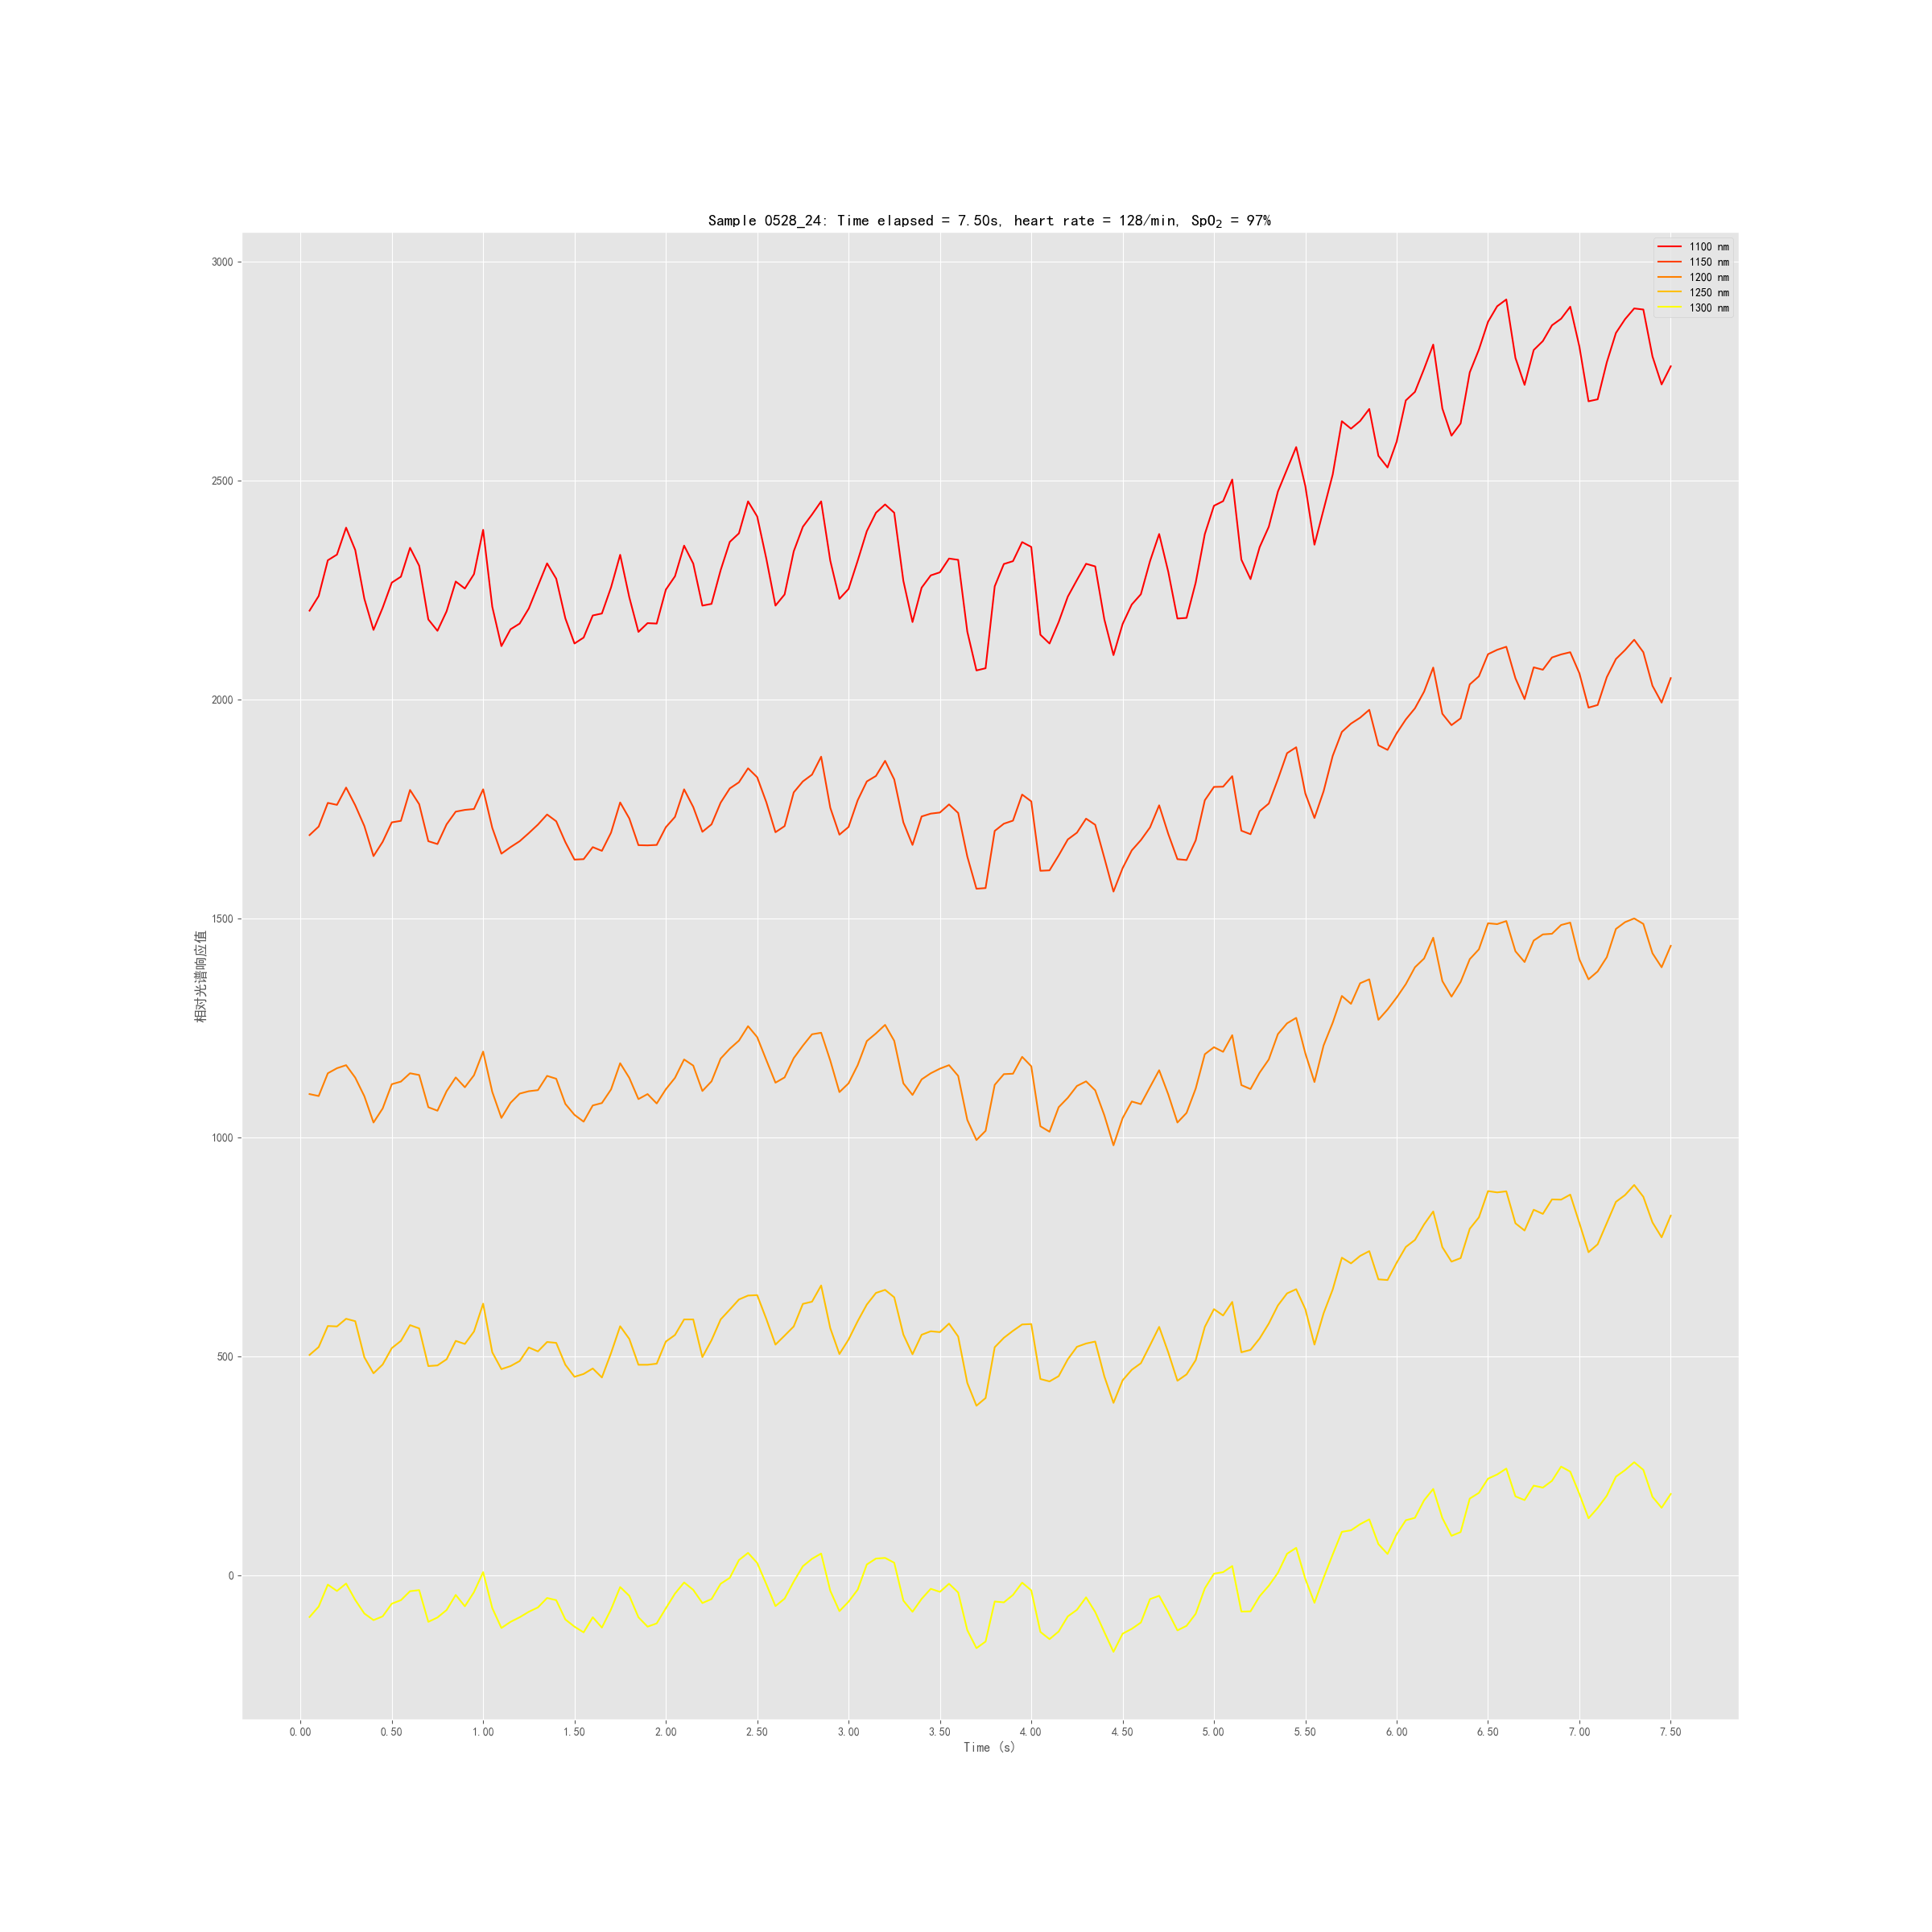 Sample 0528_24: Time elapsed = 7.50s, heart rate = 128/min, SpO₂ = 97%
1100 nm
1150 nm
1200 nm
1250 nm
1300 nm
3000
2500
2000
1500
1000
500
0
相对光谱响应值
0.00 0.50 1.00 1.50 2.00 2.50 3.00 3.50 4.00 4.50 5.00 5.50 6.00 6.50 7.00 7.50
Time (s)